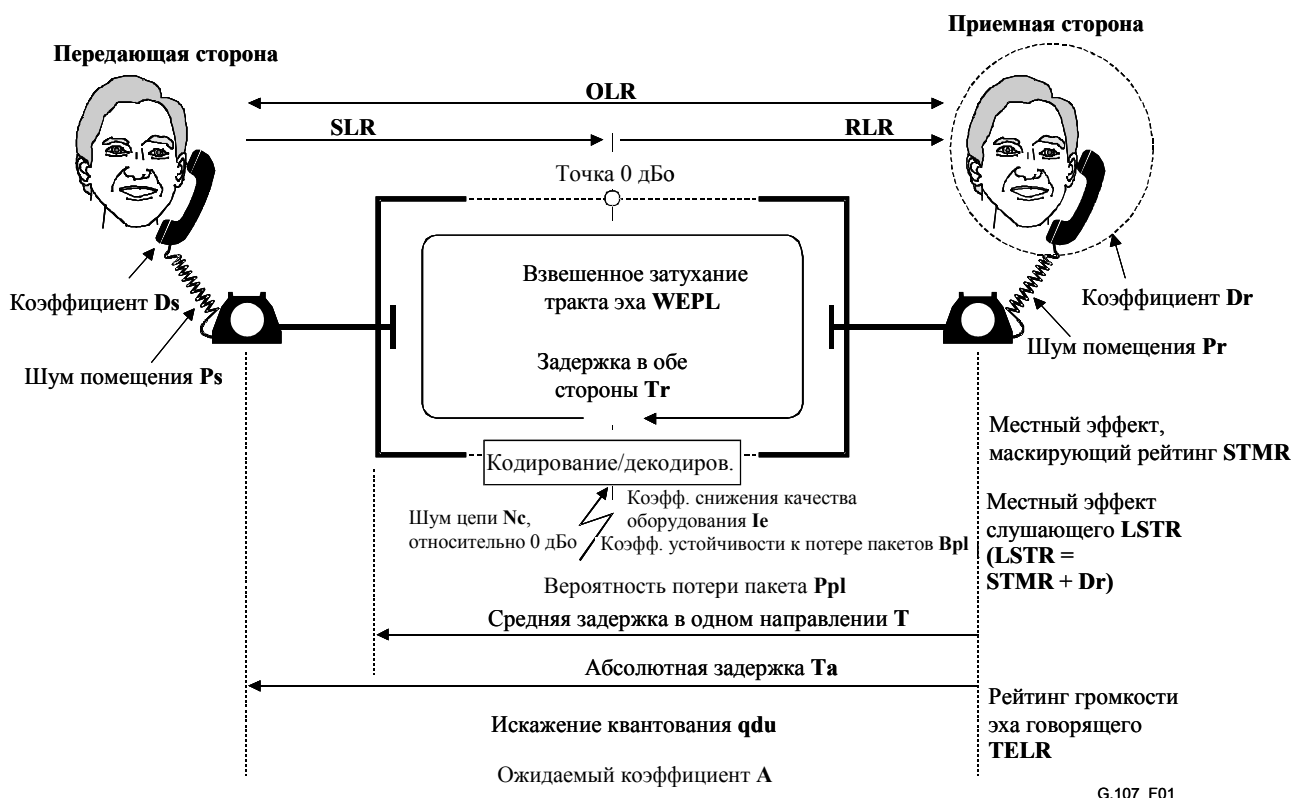 Передающая сторона
Приемная сторона
OLR
SLR
RLR
Точка 0 дБо
Взвешенное затухание
тракта эха WEPL
Коэффициент Ds
Коэффициент Dr
Шум помещения Ps
Шум помещения Pr
Задержка в обе
стороны Tr
Кодирование/декодиров.
Местный эффект,
маскирующий рейтинг STMR
Шум цепи Nc,
относительно 0 дБо
Коэфф. снижения качества
оборудования Ie
Коэфф. устойчивости к потере пакетов Bpl
Местный эффект
слушающего LSTR
(LSTR =
STMR + Dr)
Вероятность потери пакета Ppl
Средняя задержка в одном направлении T
Абсолютная задержка Ta
Искажение квантования qdu
Рейтинг громкости
эха говорящего
TELR
Ожидаемый коэффициент A
G.107_F01